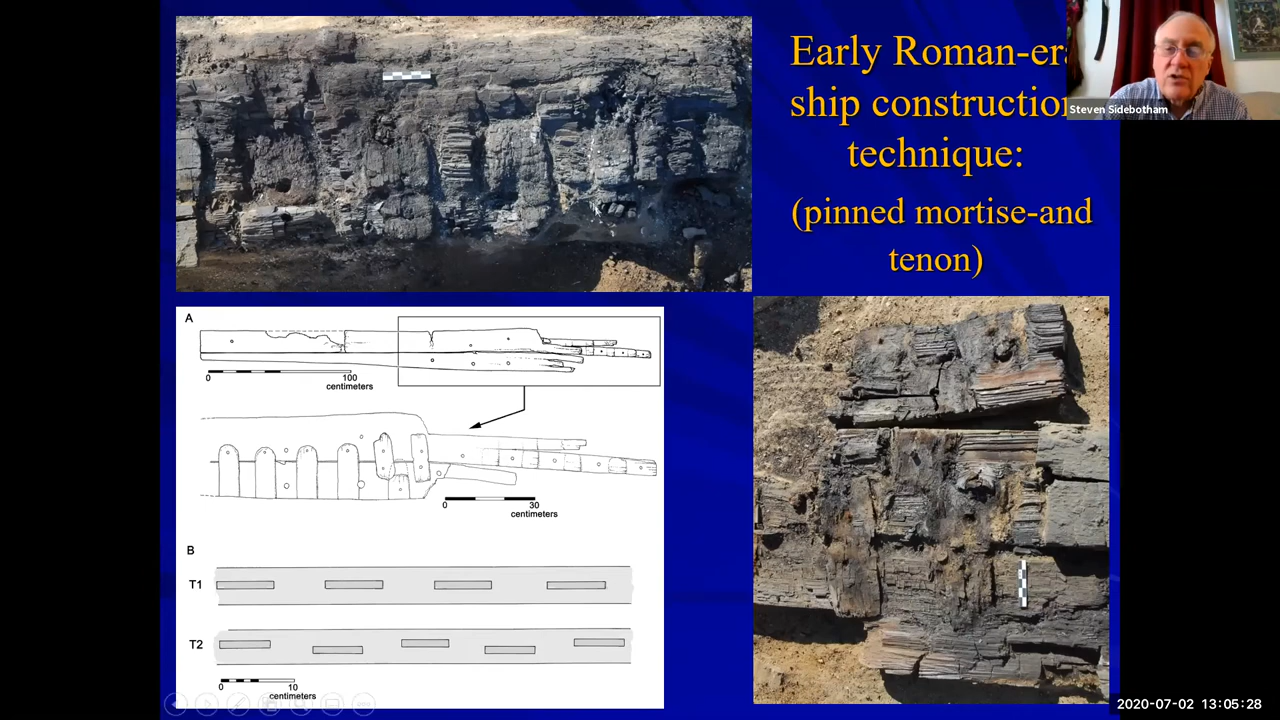 Early Roman-era
ship construction
technique:
(pinned mortise-and
tenon)
Steven Sidebotham
A
0 100
centimeters
0 30
centimeters
B
T1
T2
0 10
centimeters
2020-07-02 13:05:28